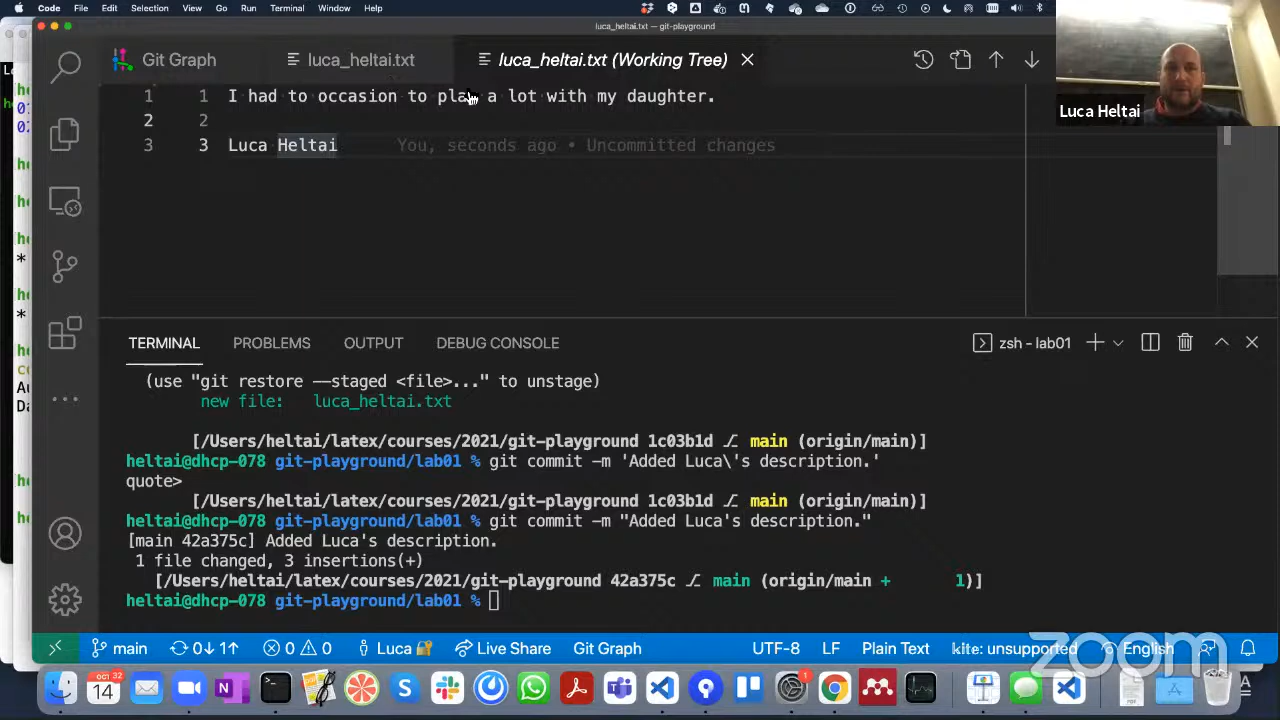 Code File Edit Selection View Go Run Terminal Window Help
luca_heltai.txt — git-playground
Git Graph luca_heltai.txt luca_heltai.txt (Working Tree)
Luca Heltai
1 1 I had to occasion to play a lot with my daughter.
2 2
3 3 Luca Heltai You, seconds ago • Uncommitted changes
TERMINAL PROBLEMS OUTPUT DEBUG CONSOLE zsh - lab01
(use "git restore --staged <file>..." to unstage)
new file: luca_heltai.txt
[/Users/heltai/latex/courses/2021/git-playground 1c03b1d ⎇ main (origin/main)]
heltai@dhcp-078 git-playground/lab01 % git commit -m 'Added Luca\'s description.'
quote>
[/Users/heltai/latex/courses/2021/git-playground 1c03b1d ⎇ main (origin/main)]
heltai@dhcp-078 git-playground/lab01 % git commit -m "Added Luca's description."
[main 42a375c] Added Luca's description.
1 file changed, 3 insertions(+)
[/Users/heltai/latex/courses/2021/git-playground 42a375c ⎇ main (origin/main + 1)]
heltai@dhcp-078 git-playground/lab01 %
main 0↓ 1↑ 0 0 Luca Live Share Git Graph UTF-8 LF Plain Text kite: unsupported English
zoom
OCT 32
14
1